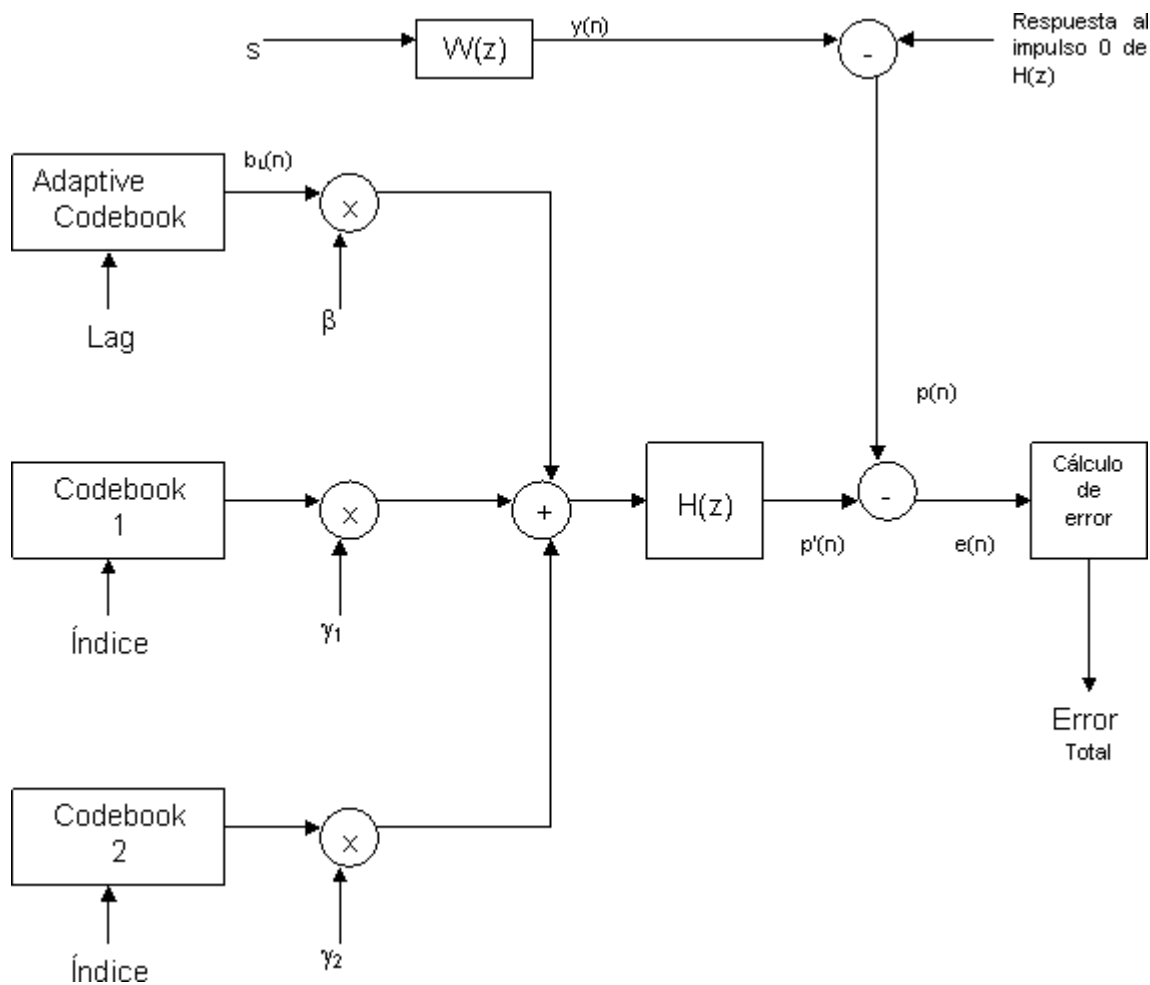 S
W(z)
y(n)
-
Respuesta al
impulso 0 de
H(z)
Adaptive
Codebook
bL(n)
x
Lag
β
p(n)
Codebook
1
x
+
H(z)
-
Cálculo
de
error
p'(n)
e(n)
Índice
γ1
Error
Total
Codebook
2
x
Índice
γ2